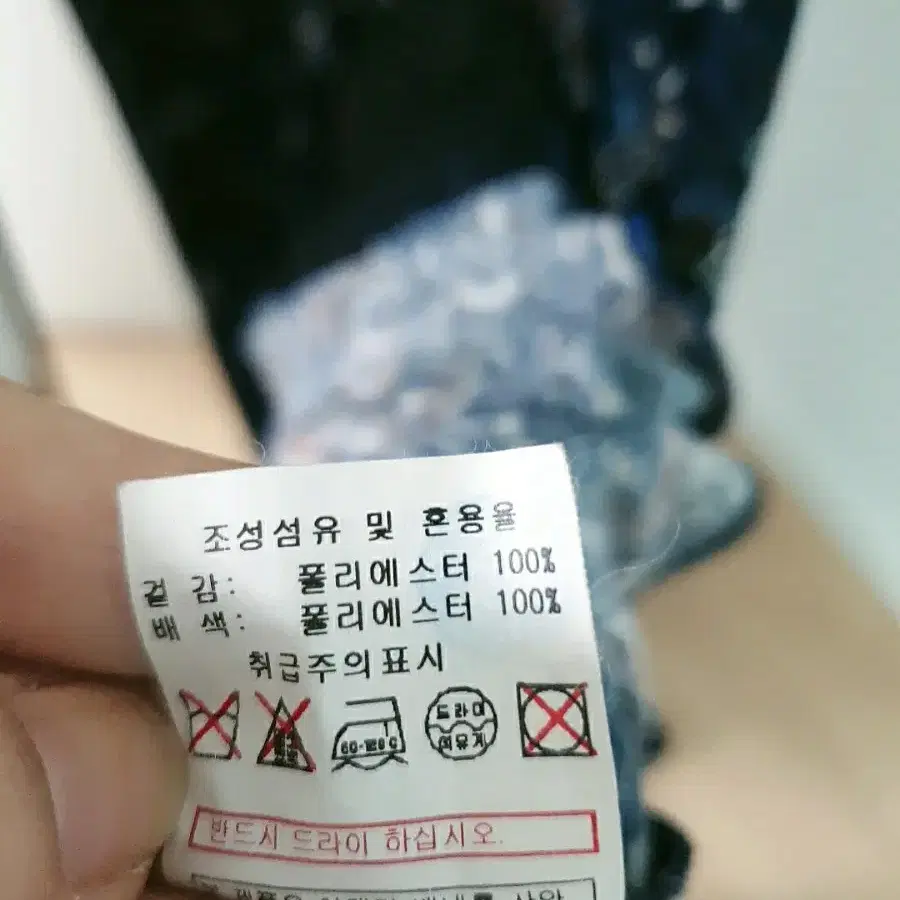 조성섬유 및 혼용율
겉 감: 폴리에스터 100%
배 색: 폴리에스터 100%
취급주의표시
드라이
석유계
반드시 드라이 하십시오.